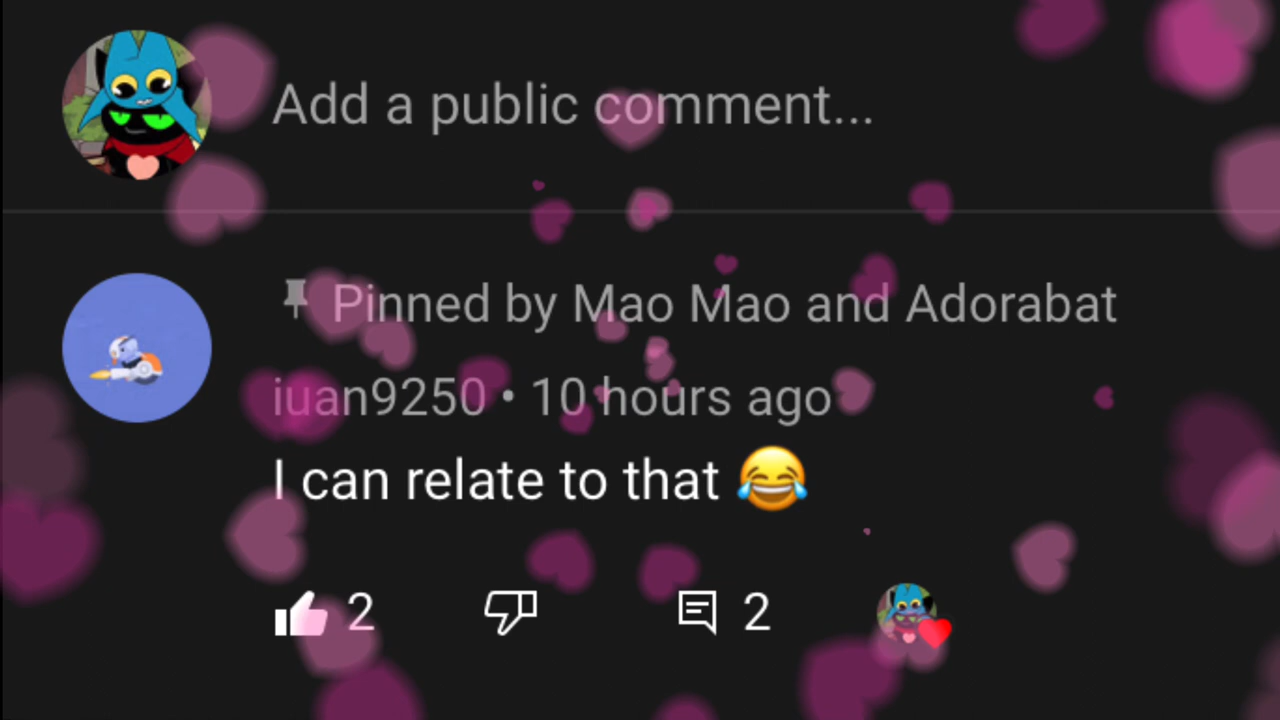 Add a public comment...
Pinned by Mao Mao and Adorabat
iuan9250 • 10 hours ago
I can relate to that 😂
2
2